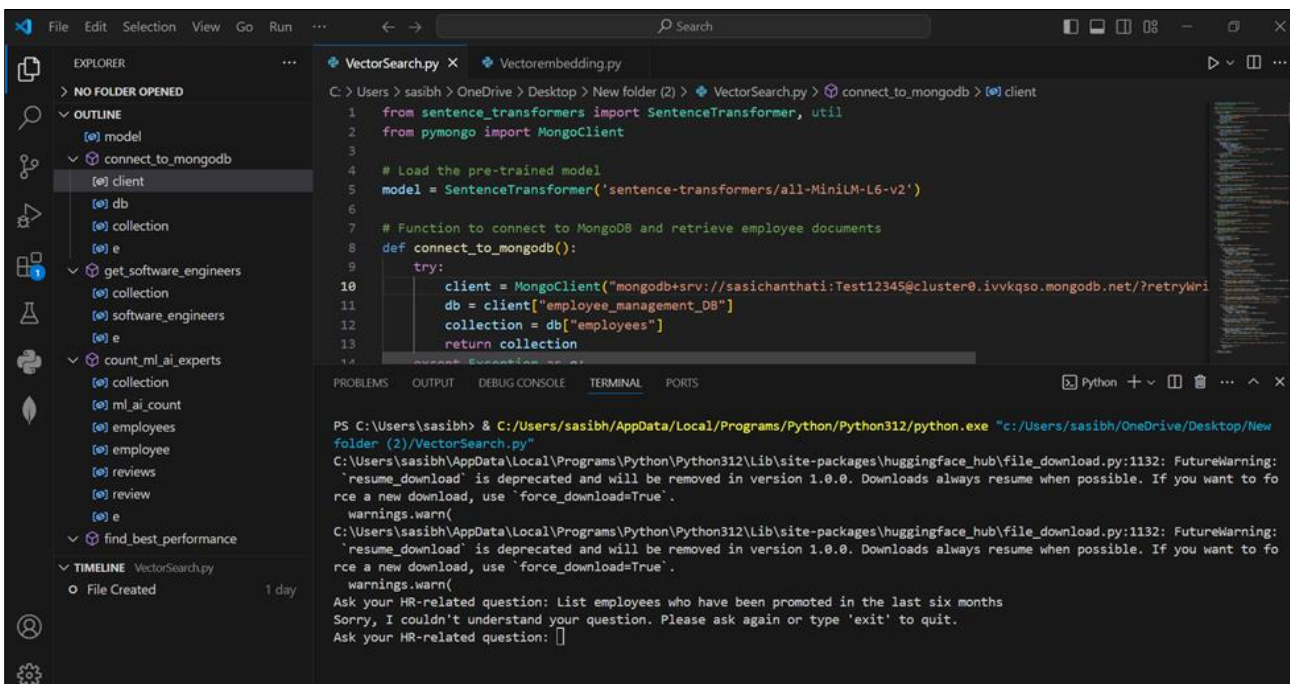 File Edit Selection View Go Run ... Search
EXPLORER ...
NO FOLDER OPENED
OUTLINE
model
connect_to_mongodb
client
db
collection
e
get_software_engineers
collection
software_engineers
e
count_ml_ai_experts
collection
ml_ai_count
employees
employee
reviews
review
e
find_best_performance
TIMELINE VectorSearch.py
File Created 1 day
1
VectorSearch.py Vectorembedding.py
C: > Users > sasibh > OneDrive > Desktop > New folder (2) > VectorSearch.py > connect_to_mongodb > client
1 from sentence_transformers import SentenceTransformer, util
2 from pymongo import MongoClient
3
4 # Load the pre-trained model
5 model = SentenceTransformer('sentence-transformers/all-MiniLM-L6-v2')
6
7 # Function to connect to MongoDB and retrieve employee documents
8 def connect_to_mongodb():
9 try:
10 client = MongoClient("mongodb+srv://sasichanthati:Test12345@cluster0.ivvkqso.mongodb.net/?retryWri
11 db = client["employee_management_DB"]
12 collection = db["employees"]
13 return collection
14 except Exception as e:
PROBLEMS OUTPUT DEBUG CONSOLE TERMINAL PORTS Python
PS C:\Users\sasibh> & C:/Users/sasibh/AppData/Local/Programs/Python/Python312/python.exe "c:/Users/sasibh/OneDrive/Desktop/New
folder (2)/VectorSearch.py"
C:\Users\sasibh\AppData\Local\Programs\Python\Python312\Lib\site-packages\huggingface_hub\file_download.py:1132: FutureWarning:
`resume_download` is deprecated and will be removed in version 1.0.0. Downloads always resume when possible. If you want to fo
rce a new download, use `force_download=True`.
warnings.warn(
C:\Users\sasibh\AppData\Local\Programs\Python\Python312\Lib\site-packages\huggingface_hub\file_download.py:1132: FutureWarning:
`resume_download` is deprecated and will be removed in version 1.0.0. Downloads always resume when possible. If you want to fo
rce a new download, use `force_download=True`.
warnings.warn(
Ask your HR-related question: List employees who have been promoted in the last six months
Sorry, I couldn't understand your question. Please ask again or type 'exit' to quit.
Ask your HR-related question: